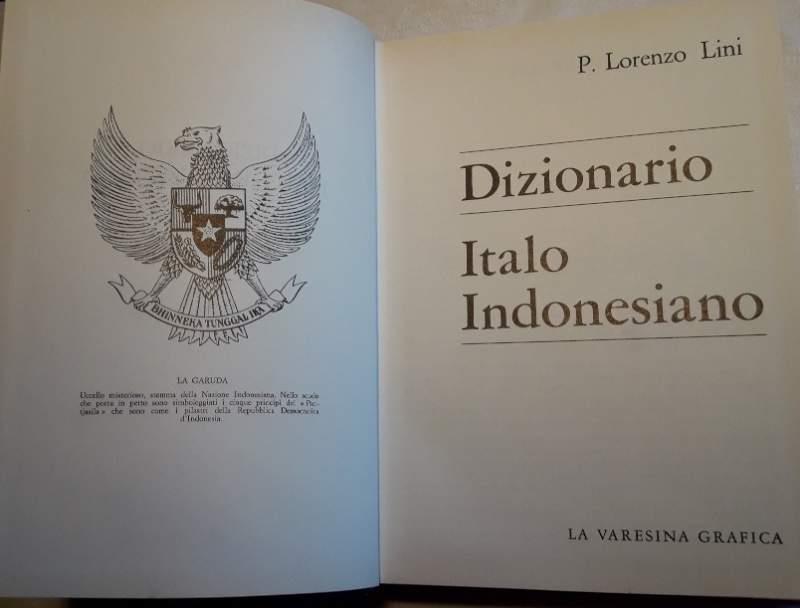 BHINNEKA TUNGGAL IKA
LA GARUDA
Uccello misterioso, stemma della Nazione Indonesiana. Nello scudo
che porta in petto sono simboleggiati i cinque principi del « Pan-
tjasila » che sono come i pilastri della Repubblica Democratica
d'Indonesia.
P. Lorenzo Lini
Dizionario
Italo
Indonesiano
LA VARESINA GRAFICA